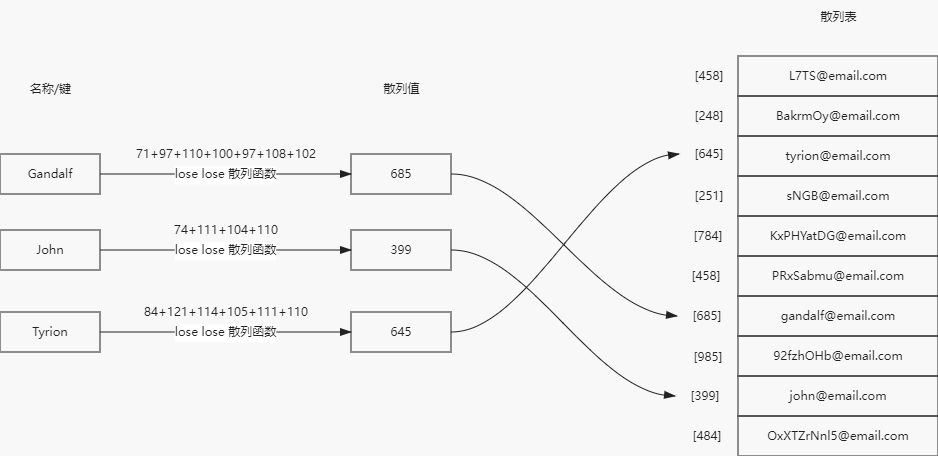 散列表
名称/键
散列值
Gandalf
71+97+110+100+97+108+102
lose lose 散列函数
685
John
74+111+104+110
lose lose 散列函数
399
Tyrion
84+121+114+105+111+110
lose lose 散列函数
645
[458] L7TS@email.com
[248] BakrmOy@email.com
[645] tyrion@email.com
[251] sNGB@email.com
[784] KxPHYatDG@email.com
[458] PRxSabmu@email.com
[685] gandalf@email.com
[985] 92fzhOHb@email.com
[399] john@email.com
[484] OxXTZrNnl5@email.com